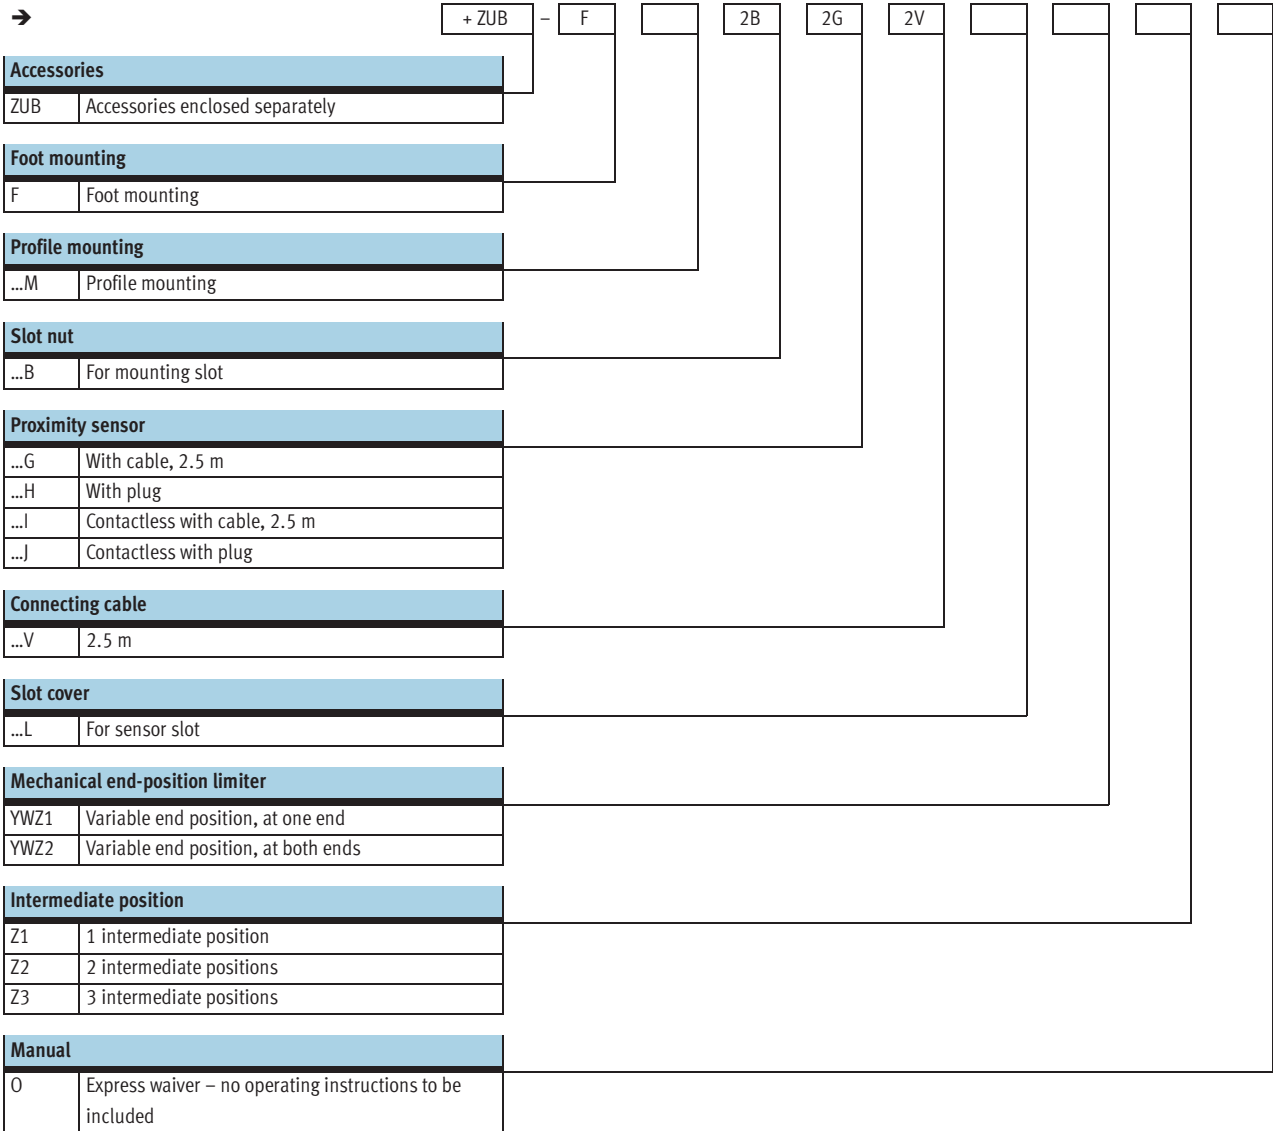 ➔ + ZUB – F 2B 2G 2V
Accessories
ZUB Accessories enclosed separately
Foot mounting
F Foot mounting
Profile mounting
…M Profile mounting
Slot nut
…B For mounting slot
Proximity sensor
…G With cable, 2.5 m
…H With plug
…I Contactless with cable, 2.5 m
…J Contactless with plug
Connecting cable
…V 2.5 m
Slot cover
…L For sensor slot
Mechanical end-position limiter
YWZ1 Variable end position, at one end
YWZ2 Variable end position, at both ends
Intermediate position
Z1 1 intermediate position
Z2 2 intermediate positions
Z3 3 intermediate positions
Manual
O Express waiver – no operating instructions to be
included